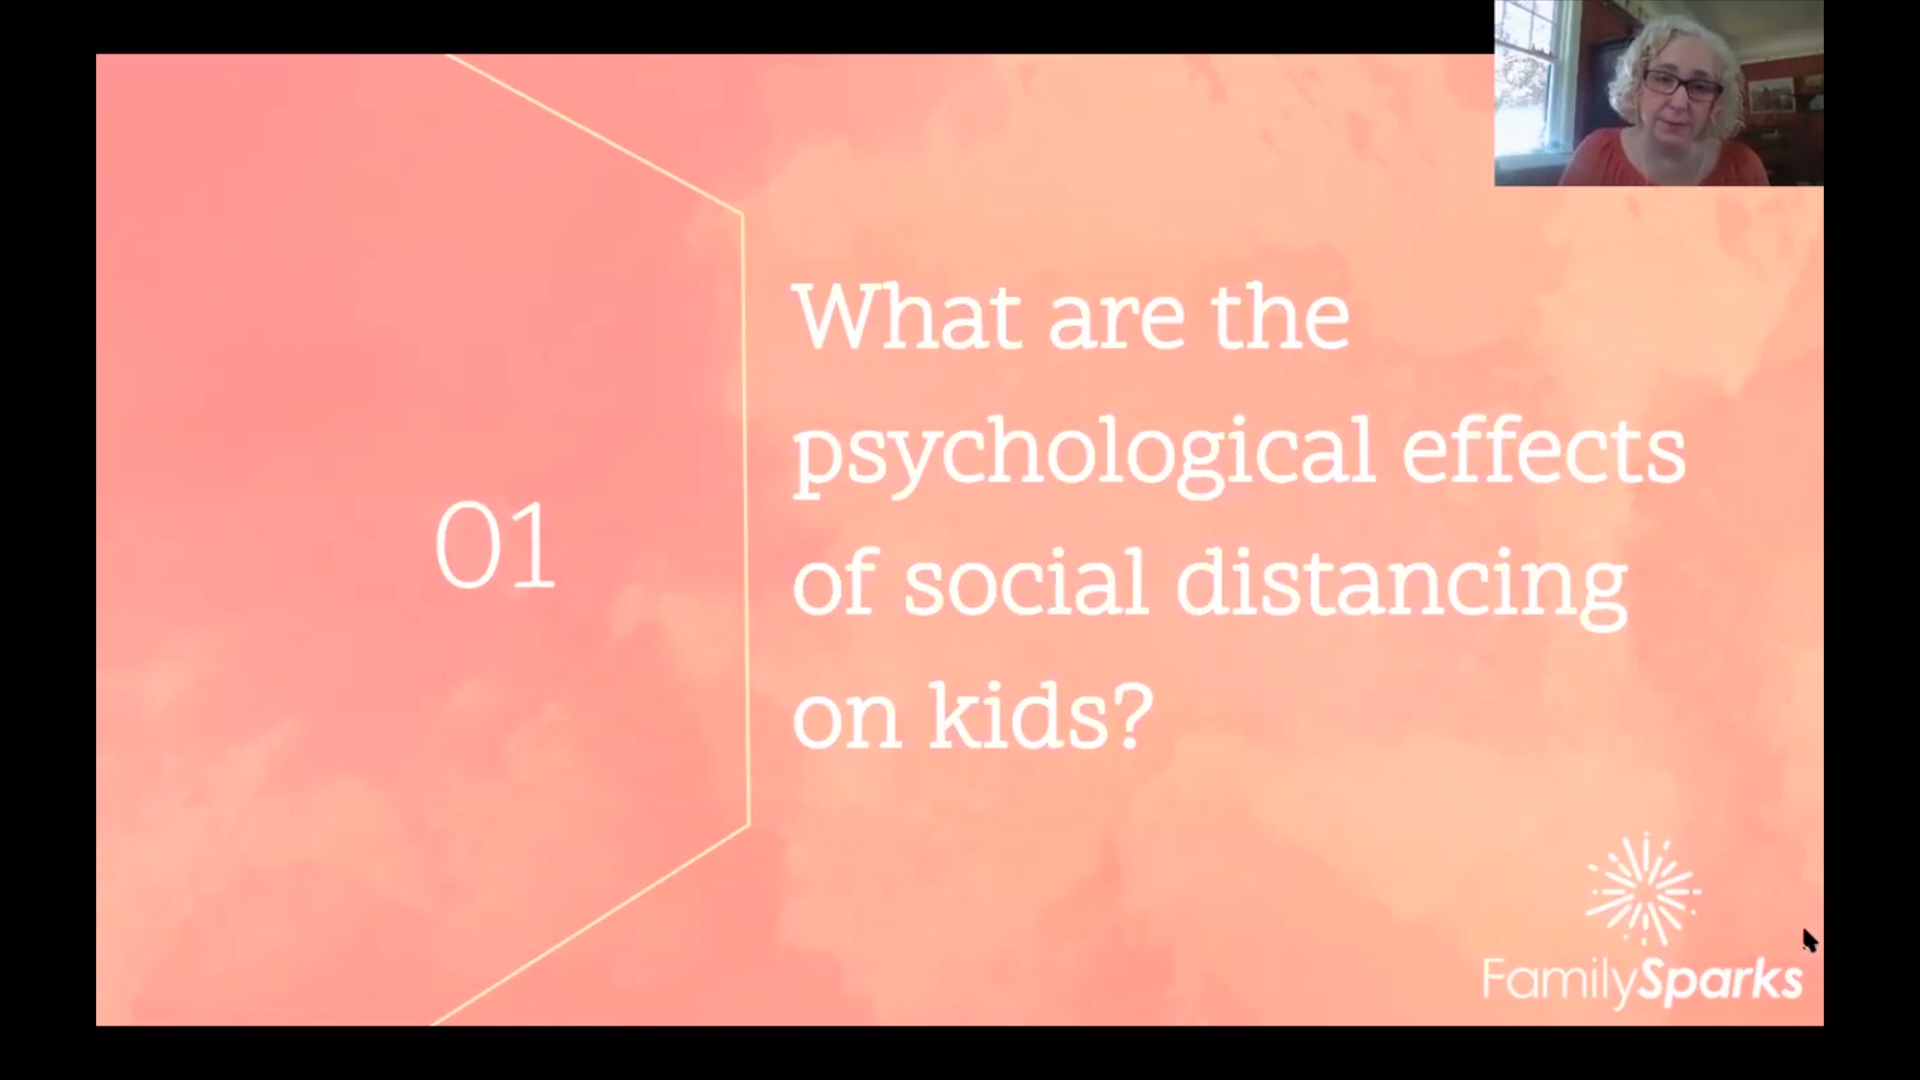 01
What are the
psychological effects
of social distancing
on kids?
FamilySparks